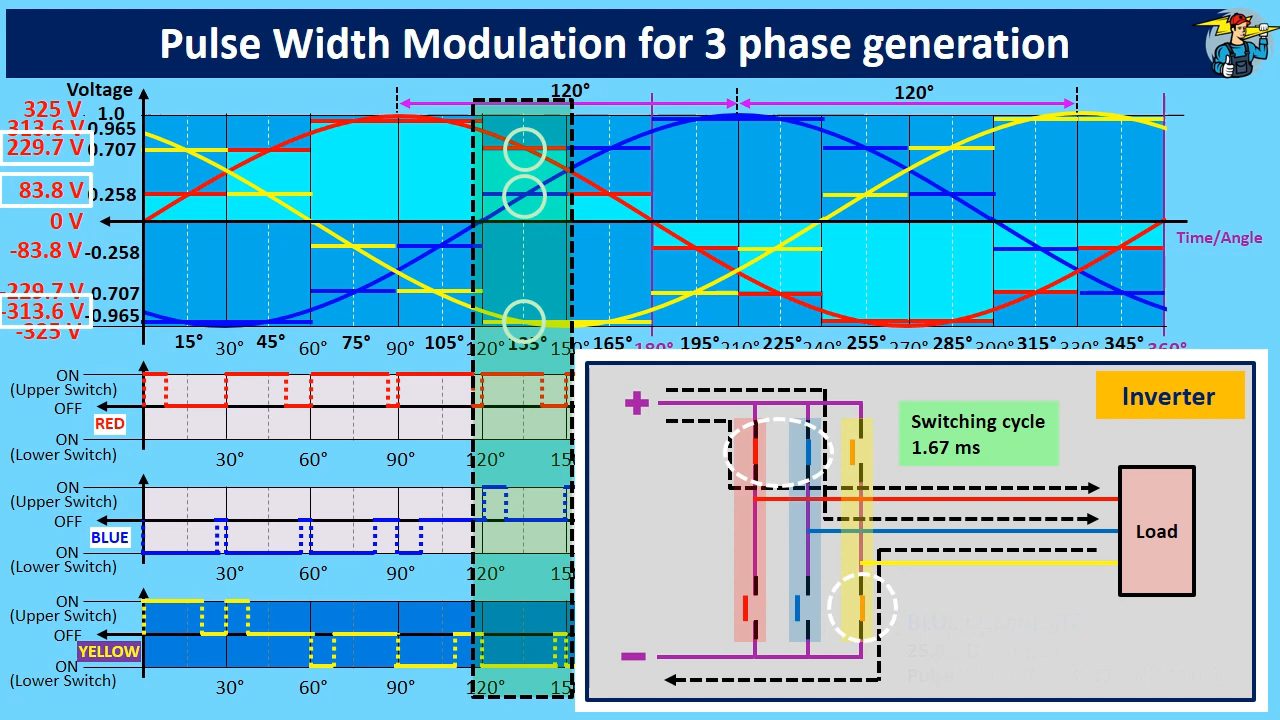 Pulse Width Modulation for 3 phase generation
Voltage
120°
120°
325 V
1.0
313.6 V
0.965
229.7 V
0.707
83.8 V
0.258
0 V
Time/Angle
-83.8 V
-0.258
-229.7 V
-0.707
-313.6 V
-0.965
-325 V
15° 30° 45° 60° 75° 90° 105° 120° 135° 150° 165° 180° 195° 210° 225° 240° 255° 270° 285° 300° 315° 330° 345° 360°
ON
(Upper Switch)
OFF
RED
ON
(Lower Switch)
30° 60° 90° 120° 15
ON
(Upper Switch)
OFF
BLUE
ON
(Lower Switch)
30° 60° 90° 120° 15
ON
(Upper Switch)
OFF
YELLOW
ON
(Lower Switch)
30° 60° 90° 120° 15
Inverter
+
Switching cycle
1.67 ms
Load
−